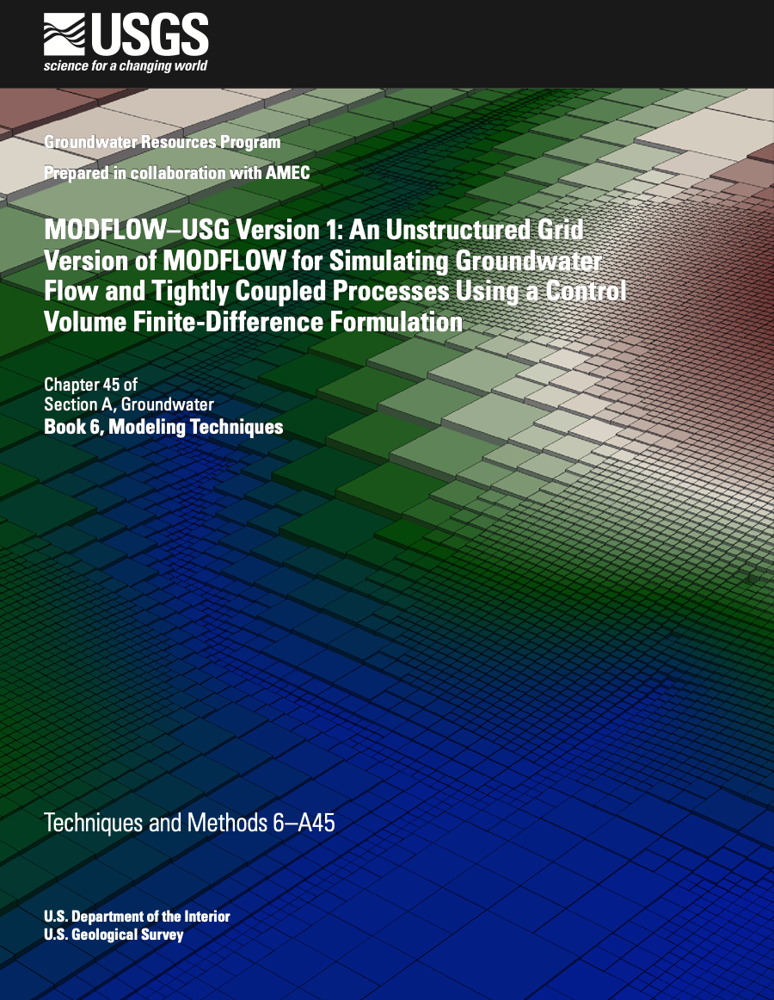 USGS
science for a changing world
Groundwater Resources Program
Prepared in collaboration with AMEC
MODFLOW–USG Version 1: An Unstructured Grid
Version of MODFLOW for Simulating Groundwater
Flow and Tightly Coupled Processes Using a Control
Volume Finite-Difference Formulation
Chapter 45 of
Section A, Groundwater
Book 6, Modeling Techniques
Techniques and Methods 6–A45
U.S. Department of the Interior
U.S. Geological Survey